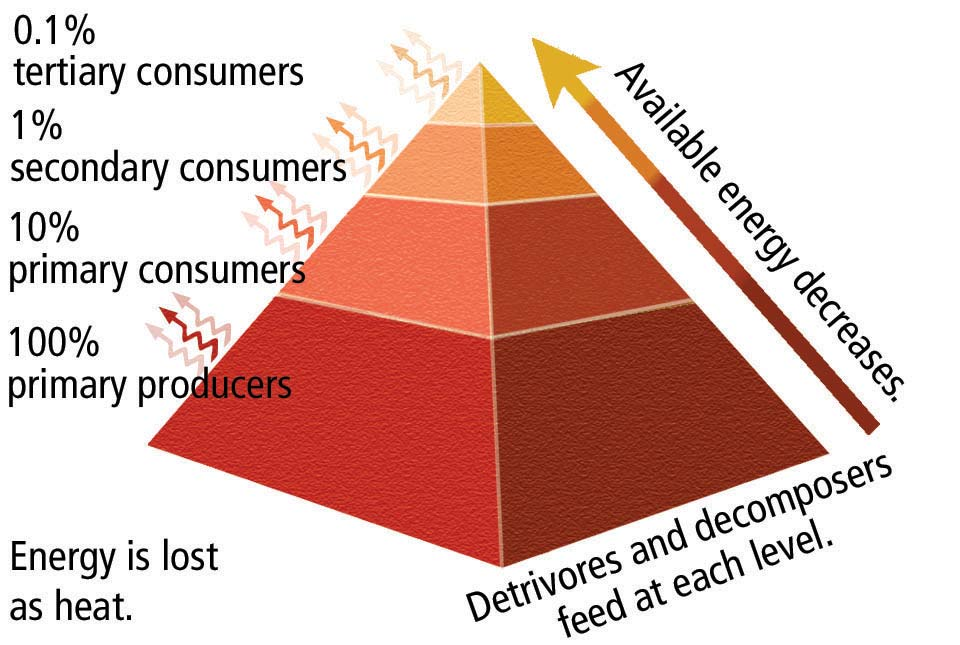 0.1%
tertiary consumers
1%
secondary consumers
10%
primary consumers
100%
primary producers
Available energy decreases.
Energy is lost
as heat.
Detrivores and decomposers
feed at each level.